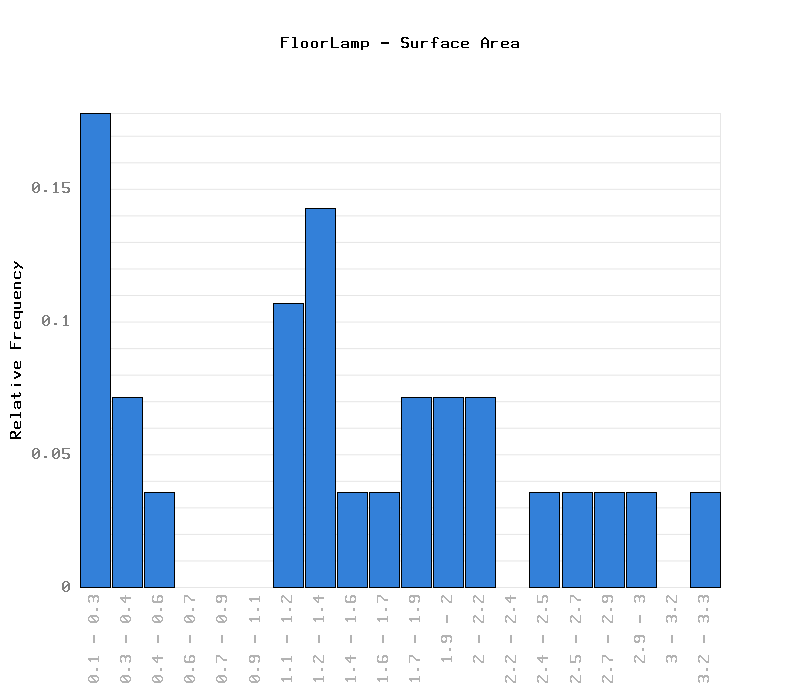 FloorLamp - Surface Area
Relative Frequency
0.15
0.1
0.05
0
0.1 - 0.3
0.3 - 0.4
0.4 - 0.6
0.6 - 0.7
0.7 - 0.9
0.9 - 1.1
1.1 - 1.2
1.2 - 1.4
1.4 - 1.6
1.6 - 1.7
1.7 - 1.9
1.9 - 2
2 - 2.2
2.2 - 2.4
2.4 - 2.5
2.5 - 2.7
2.7 - 2.9
2.9 - 3
3 - 3.2
3.2 - 3.3